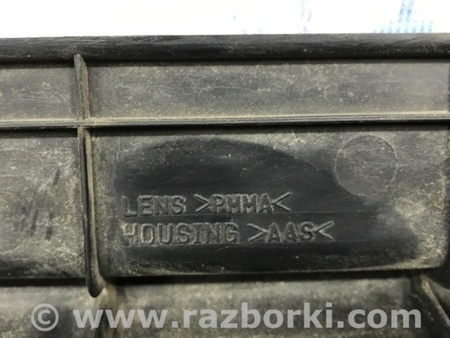 LENS >PMMA<
HOUSING >AAS<
© www.razborki.com